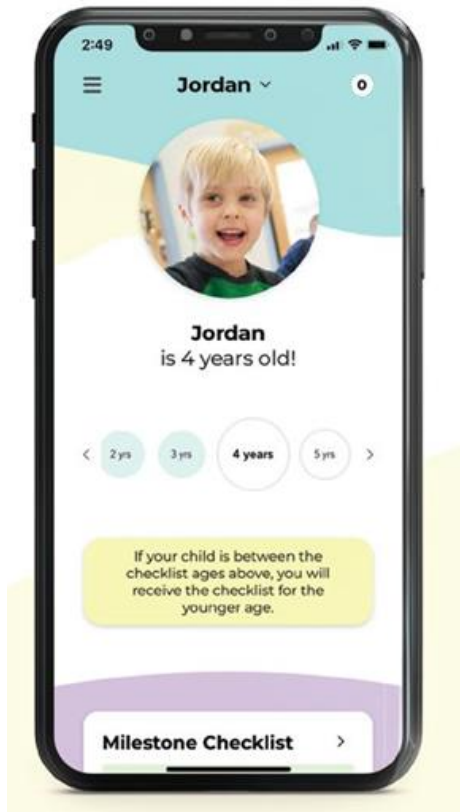 2:49
Jordan
0
Jordan
is 4 years old!
2 yrs
3 yrs
4 years
5 yrs
If your child is between the
checklist ages above, you will
receive the checklist for the
younger age.
Milestone Checklist